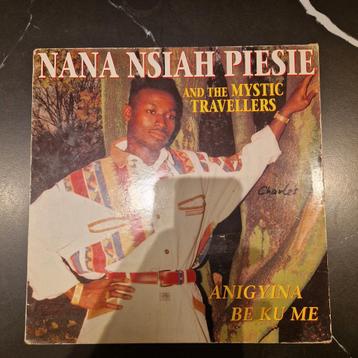 NANA NSIAH PIESIE
AND THE MYSTIC
TRAVELLERS
Charles
ANIGYINA
BE KU ME